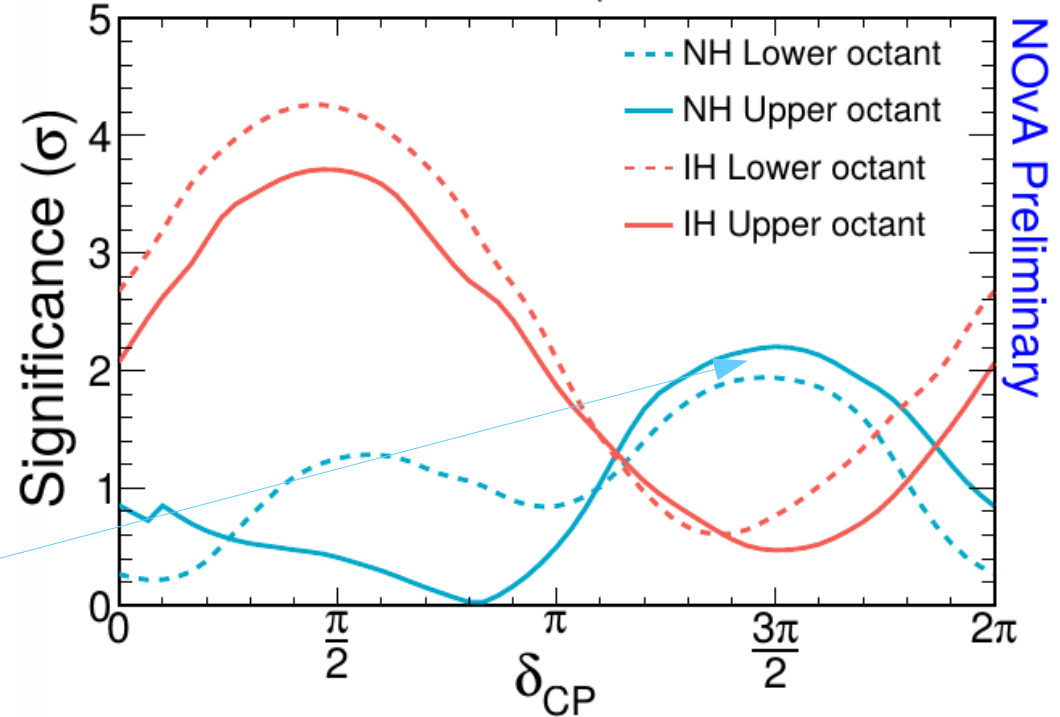 5
4
3
2
1
0
Significance (σ)
NH Lower octant
NH Upper octant
IH Lower octant
IH Upper octant
NOvA Preliminary
0
π
2
π
3π
2
2π
δCP